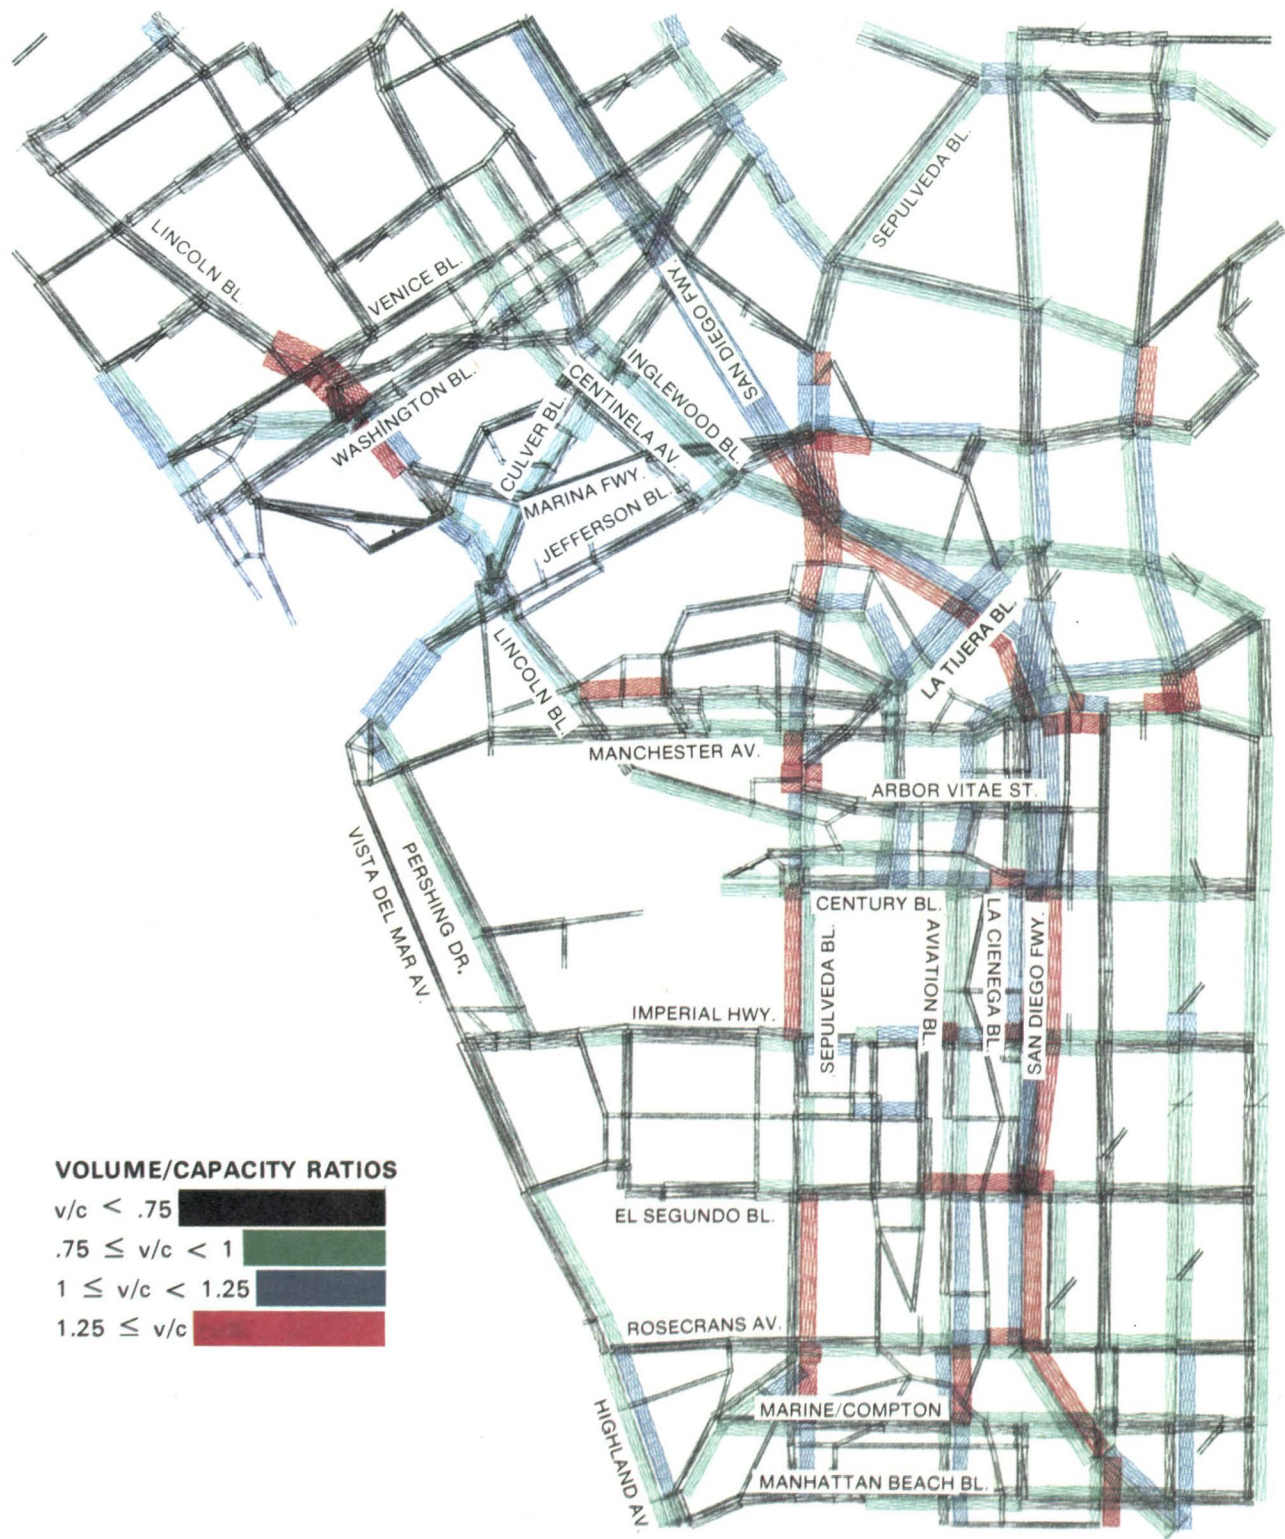 SEPULVEDA BL.
LINCOLN BL.
VENICE BL.
SAN DIEGO FWY.
INGLEWOOD BL.
CENTINELA AV.
WASHINGTON BL.
CULVER BL.
MARINA FWY.
JEFFERSON BL.
LINCOLN BL.
LA TIJERA BL.
MANCHESTER AV.
ARBOR VITAE ST.
VISTA DEL MAR AV.
PERSHING DR.
CENTURY BL.
SEPULVEDA BL.
AVIATION BL.
LA CIENEGA BL.
SAN DIEGO FWY.
IMPERIAL HWY.
VOLUME/CAPACITY RATIOS
v/c < .75
.75 ≤ v/c < 1
1 ≤ v/c < 1.25
1.25 ≤ v/c
EL SEGUNDO BL.
ROSECRANS AV.
HIGHLAND AV
MARINE/COMPTON
MANHATTAN BEACH BL.